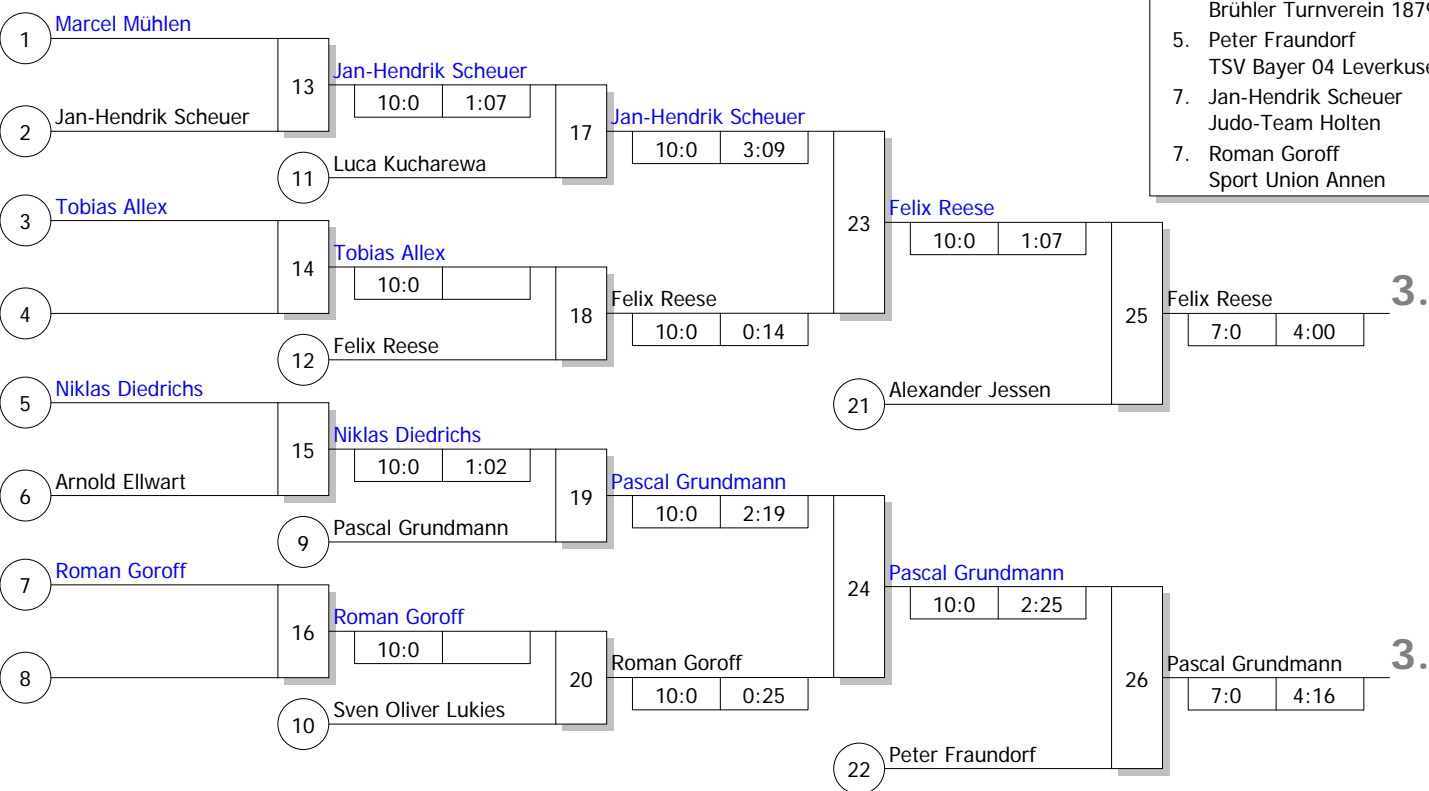 Brühler Turnverein 1879
5. Peter Fraundorf
TSV Bayer 04 Leverkuse
7. Jan-Hendrik Scheuer
Judo-Team Holten
7. Roman Goroff
Sport Union Annen
1 Marcel Mühlen
2 Jan-Hendrik Scheuer
3 Tobias Allex
4
5 Niklas Diedrichs
6 Arnold Ellwart
7 Roman Goroff
8
13 Jan-Hendrik Scheuer
10:0 1:07
11 Luca Kucharewa
14 Tobias Allex
10:0
12 Felix Reese
15 Niklas Diedrichs
10:0 1:02
9 Pascal Grundmann
16 Roman Goroff
10:0
10 Sven Oliver Lukies
17 Jan-Hendrik Scheuer
10:0 3:09
18 Felix Reese
10:0 0:14
19 Pascal Grundmann
10:0 2:19
20 Roman Goroff
10:0 0:25
23 Felix Reese
10:0 1:07
21 Alexander Jessen
24 Pascal Grundmann
10:0 2:25
22 Peter Fraundorf
25 Felix Reese 3.
7:0 4:00
26 Pascal Grundmann 3.
7:0 4:16